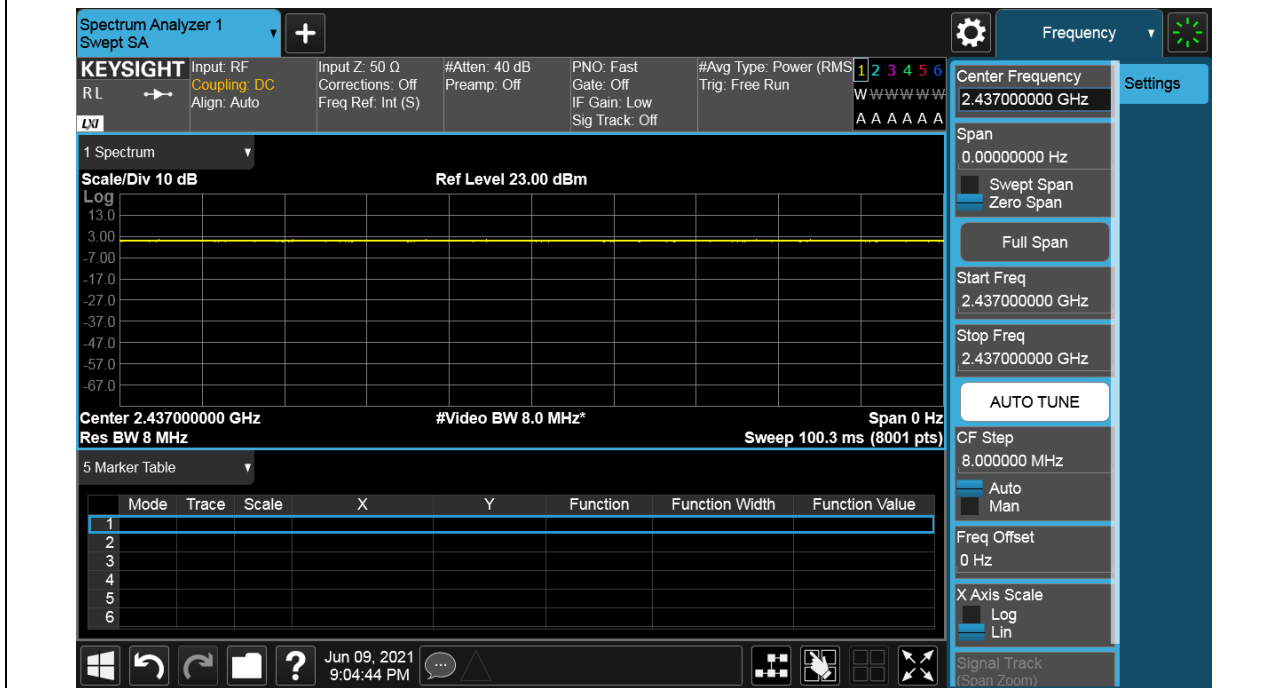 Spectrum Analyzer 1
Swept SA
Frequency
KEYSIGHT
RL
LXI
Input: RF
Coupling: DC
Align: Auto
Input Z: 50 Ω
Corrections: Off
Freq Ref: Int (S)
#Atten: 40 dB
Preamp: Off
PNO: Fast
Gate: Off
IF Gain: Low
Sig Track: Off
#Avg Type: Power (RMS
Trig: Free Run
1 2 3 4 5 6
W W W W W W
A A A A A A
1 Spectrum
Scale/Div 10 dB
Ref Level 23.00 dBm
Log
13.0
3.00
-7.00
-17.0
-27.0
-37.0
-47.0
-57.0
-67.0
Center 2.437000000 GHz
#Video BW 8.0 MHz*
Span 0 Hz
Res BW 8 MHz
Sweep 100.3 ms (8001 pts)
5 Marker Table
Mode Trace Scale X Y Function Function Width Function Value
1
2
3
4
5
6
Jun 09, 2021
9:04:44 PM
Center Frequency
2.437000000 GHz
Settings
Span
0.00000000 Hz
Swept Span
Zero Span
Full Span
Start Freq
2.437000000 GHz
Stop Freq
2.437000000 GHz
AUTO TUNE
CF Step
8.000000 MHz
Auto
Man
Freq Offset
0 Hz
X Axis Scale
Log
Lin
Signal Track
(Span Zoom)